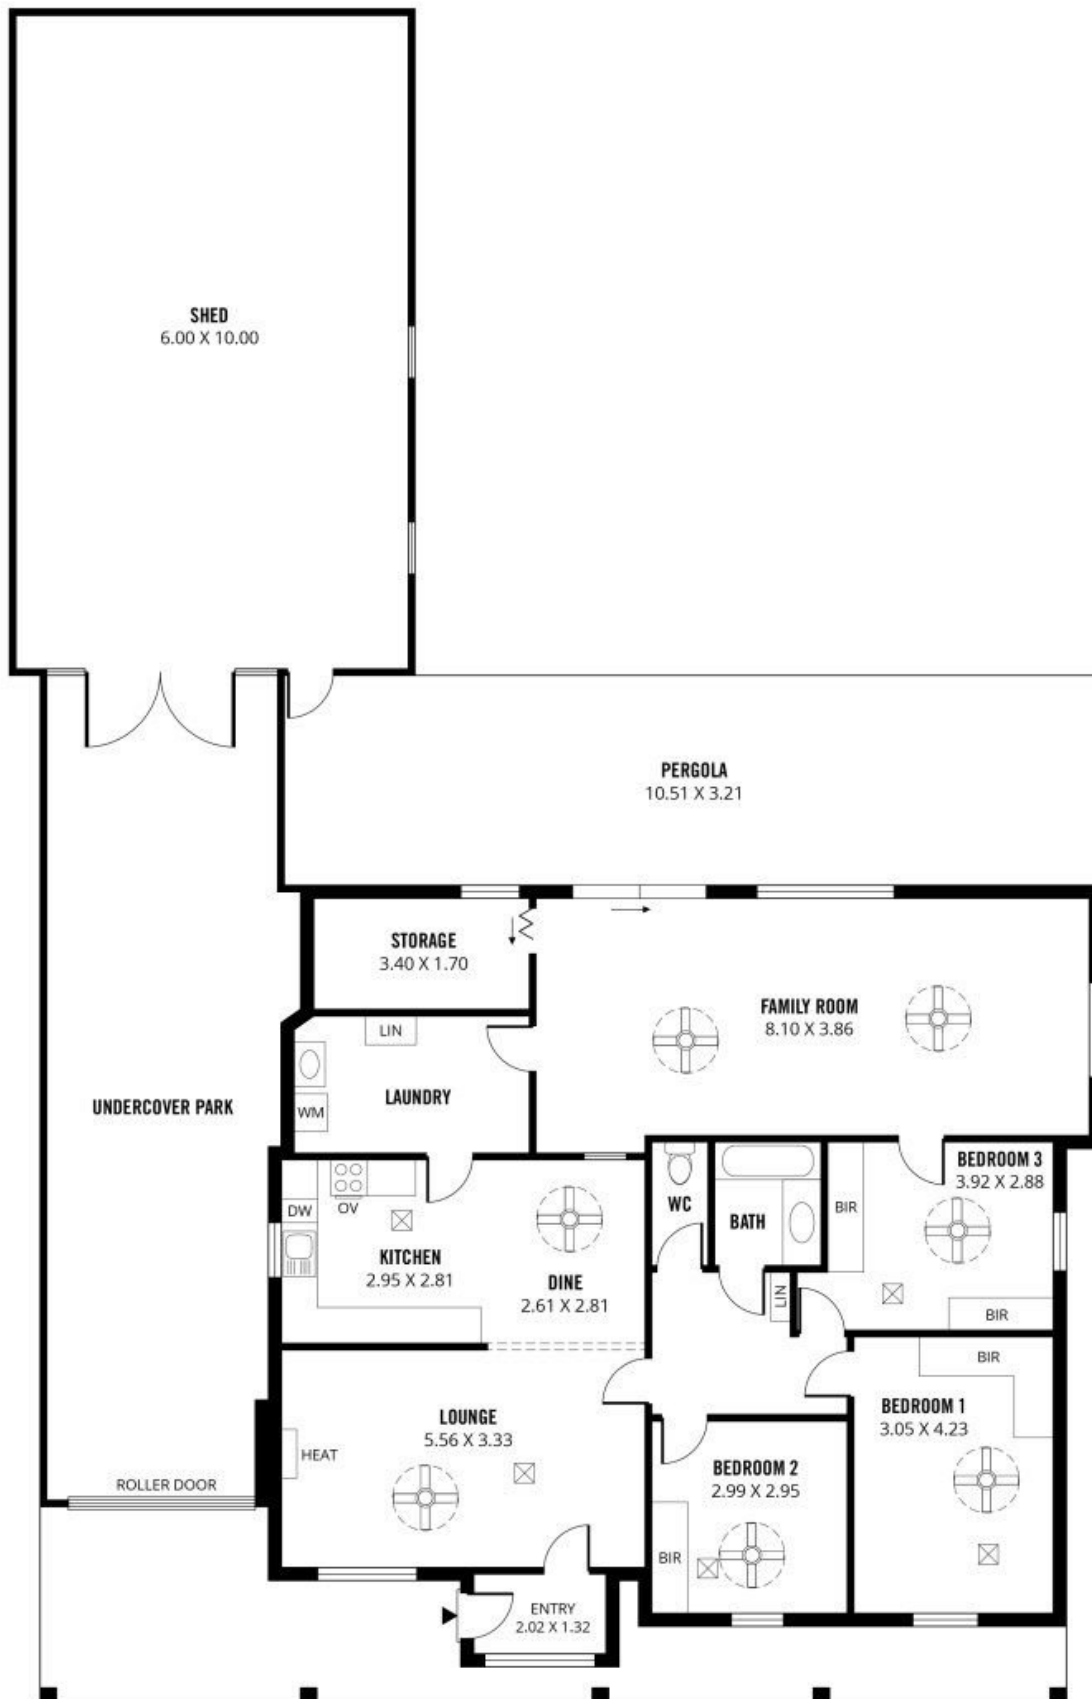 SHED
6.00 X 10.00
PERGOLA
10.51 X 3.21
STORAGE
3.40 X 1.70
FAMILY ROOM
8.10 X 3.86
LIN
LAUNDRY
WM
UNDERCOVER PARK
BEDROOM 3
3.92 X 2.88
WC
BATH
BIR
DW
OV
KITCHEN
2.95 X 2.81
DINE
2.61 X 2.81
LIN
BIR
BIR
BEDROOM 1
3.05 X 4.23
LOUNGE
5.56 X 3.33
HEAT
BEDROOM 2
2.99 X 2.95
ROLLER DOOR
BIR
ENTRY
2.02 X 1.32